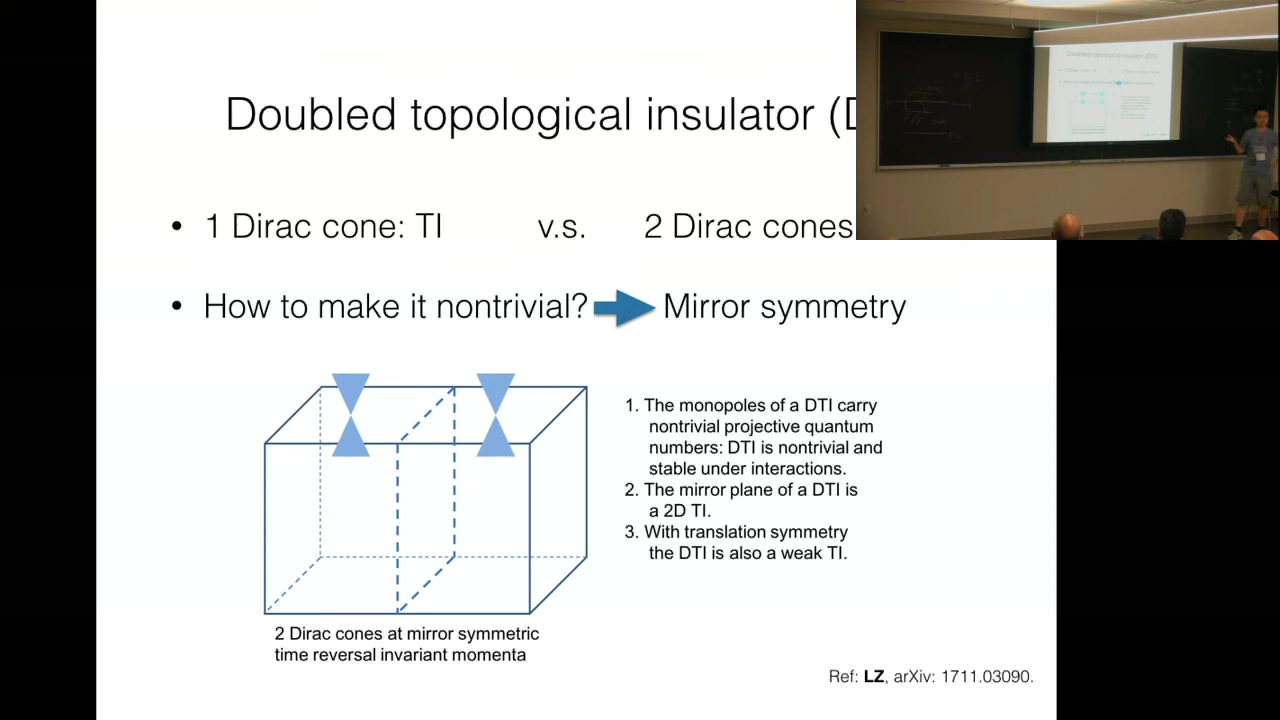 Doubled topological insulator (D
• 1 Dirac cone: TI v.s. 2 Dirac cones
• How to make it nontrivial? Mirror symmetry
1. The monopoles of a DTI carry
nontrivial projective quantum
numbers: DTI is nontrivial and
stable under interactions.
2. The mirror plane of a DTI is
a 2D TI.
3. With translation symmetry
the DTI is also a weak TI.
2 Dirac cones at mirror symmetric
time reversal invariant momenta
Ref: LZ, arXiv: 1711.03090.